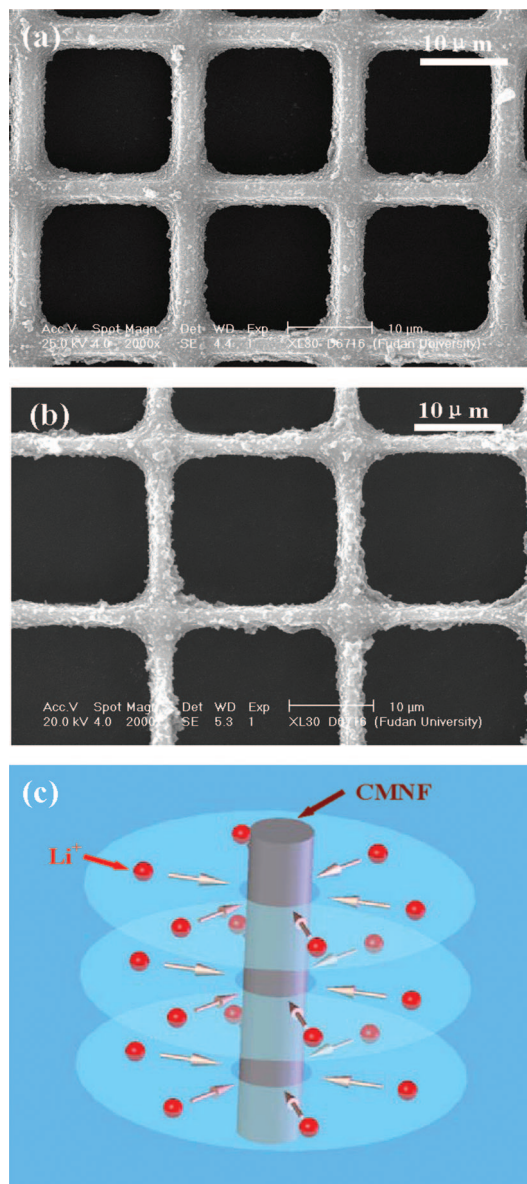 (a)
10 μ m
Acc.V Spot Magn Det WD Exp 10 μm
25.0 kV 4.0 2000x SE 4.4 1 XL30 D6716 (Fudan University)
(b)
10 μ m
Acc.V Spot Magn Det WD Exp 10 μm
20.0 kV 4.0 2000x SE 5.3 1 XL30 D6716 (Fudan University)
(c)
CMNF
Li⁺